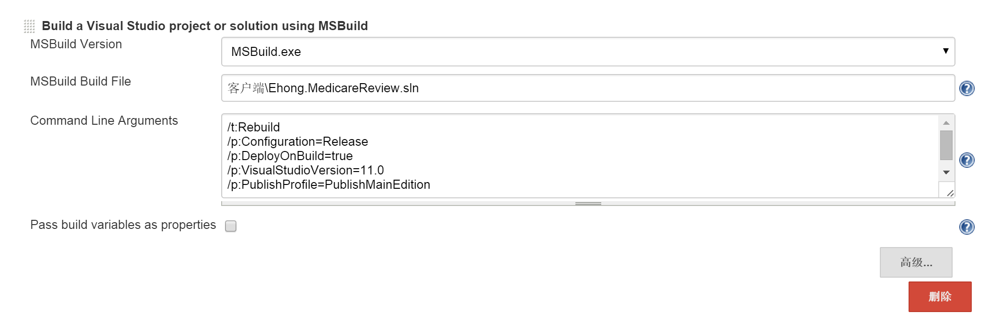 Build a Visual Studio project or solution using MSBuild
MSBuild Version
MSBuild.exe
MSBuild Build File
客户端\Ehong.MedicareReview.sln
Command Line Arguments
/t:Rebuild
/p:Configuration=Release
/p:DeployOnBuild=true
/p:VisualStudioVersion=11.0
/p:PublishProfile=PublishMainEdition
Pass build variables as properties
高级...
删除